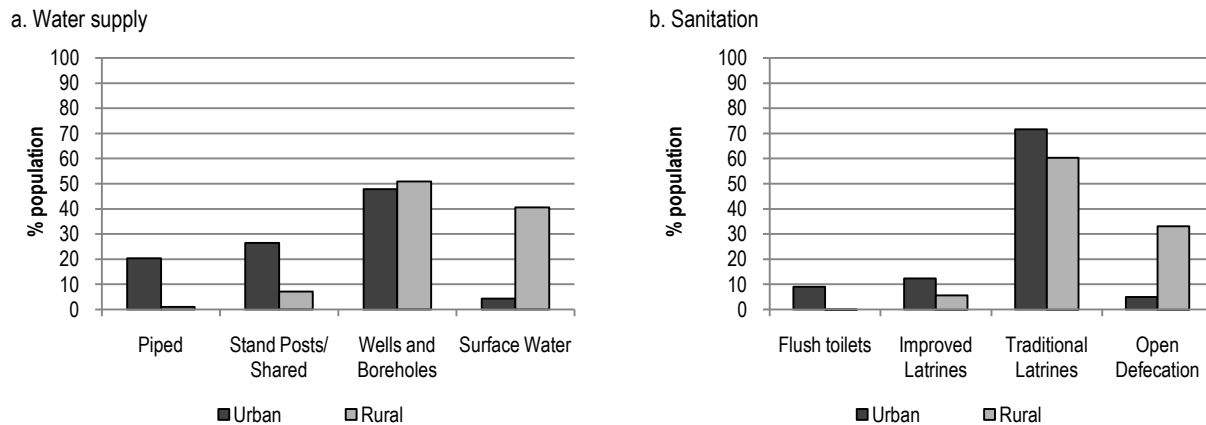 a. Water supply
100
90
80
70
60
50
40
30
20
10
0
% population
Piped
Stand Posts/
Shared
Wells and
Boreholes
Surface Water
Urban
Rural
b. Sanitation
100
90
80
70
60
50
40
30
20
10
0
% population
Flush toilets
Improved
Latrines
Traditional
Latrines
Open
Defecation
Urban
Rural